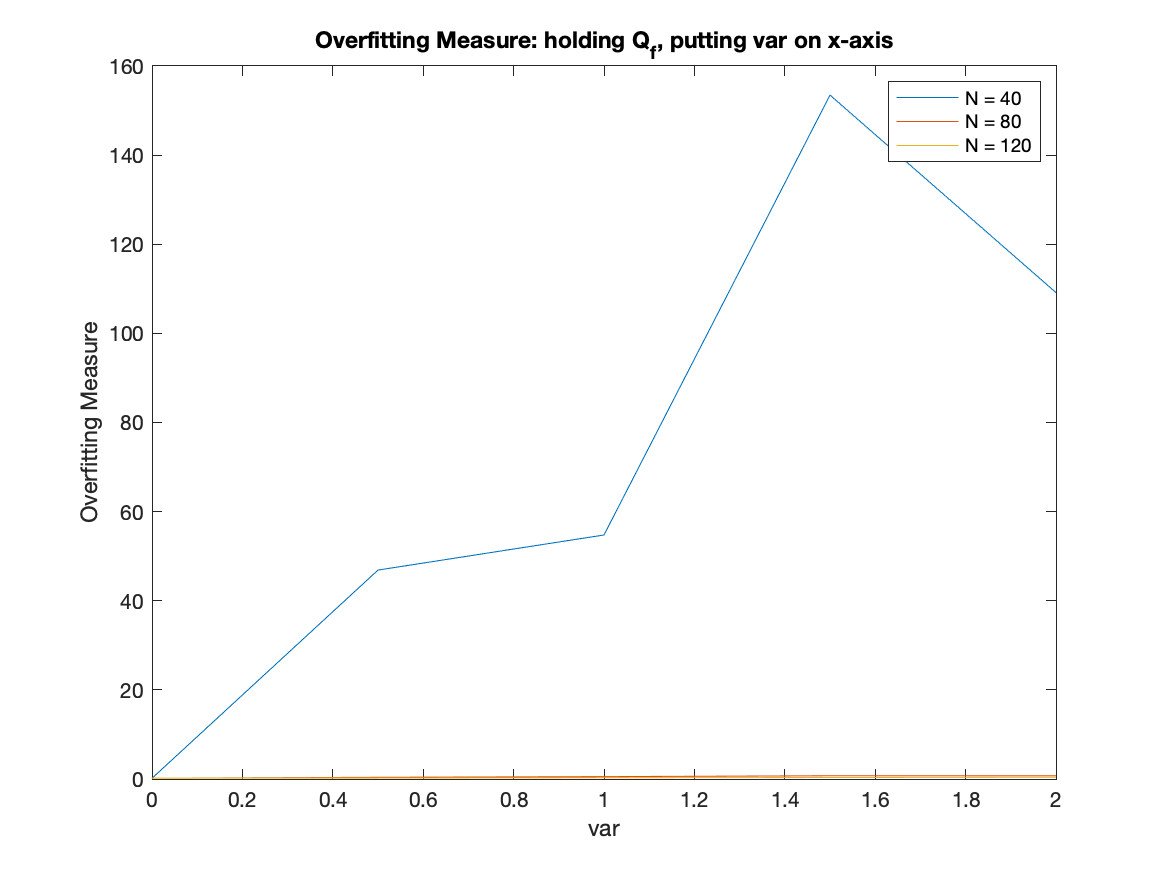 Overfitting Measure: holding Qf, putting var on x-axis
160
140
120
100
80
60
40
20
0
Overfitting Measure
N = 40
N = 80
N = 120
0 0.2 0.4 0.6 0.8 1 1.2 1.4 1.6 1.8 2
var